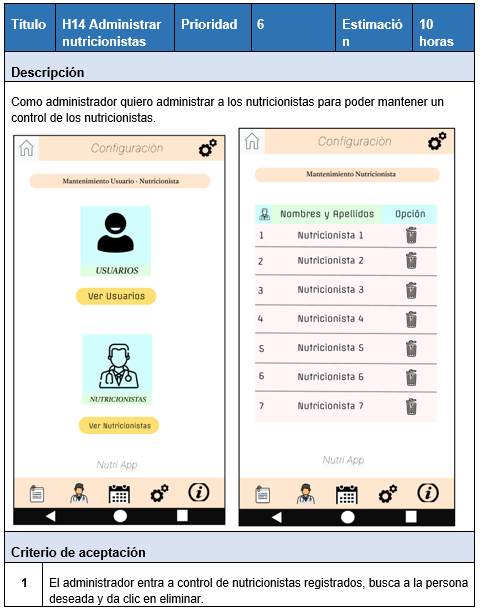 Título
H14 Administrar
nutricionistas
Prioridad
6
Estimació
n
10
horas
Descripción
Como administrador quiero administrar a los nutricionistas para poder mantener un
control de los nutricionistas.
Configuraciòn
Mantenimiento Usuario - Nutricionista
USUARIOS
Ver Usuarios
NUTRICIONISTAS
Ver Nutricionistas
Nutri App
Configuraciòn
Mantenimiento Nutricionista
Nombres y Apellidos Opción
1 Nutricionista 1
2 Nutricionista 2
3 Nutricionista 3
4 Nutricionista 4
5 Nutricionista 5
6 Nutricionista 6
7 Nutricionista 7
Nutri App
Criterio de aceptación
1
El administrador entra a control de nutricionistas registrados, busca a la persona
deseada y da clic en eliminar.